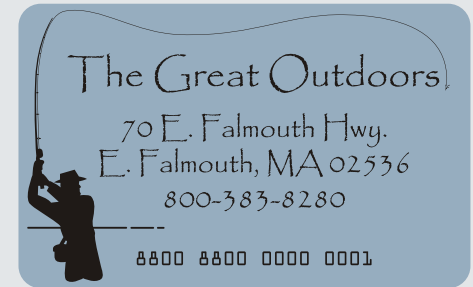 The Great Outdoors
70 E. Falmouth Hwy.
E. Falmouth, MA 02536
800-383-8280
8800 8800 0000 0001